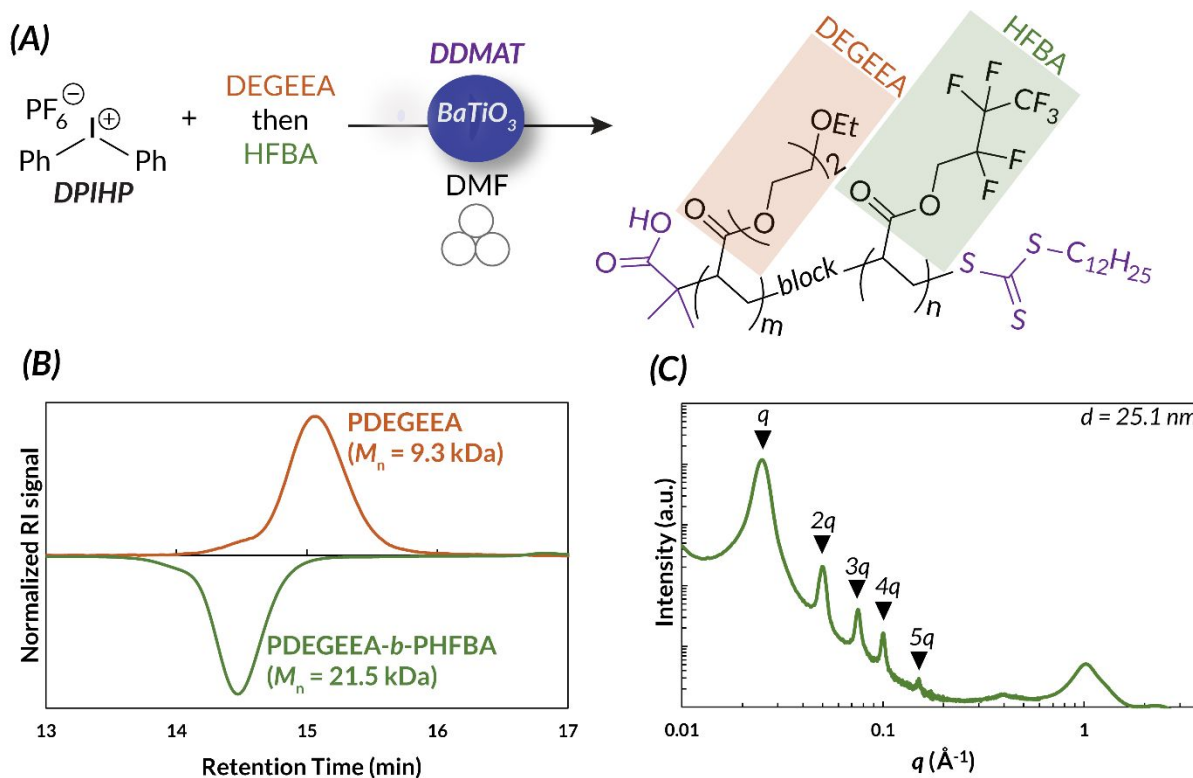 (A)
PF6⊖
I⊕
Ph Ph
DPIHP
+
DEGEEA
then
HFBA
DDMAT
BaTiO3
DMF
DEGEEA
HFBA
F
F
CF3
OEt
2
F
F
O
O
O
O
HO
O
m
block
n
S
S
S
C12H25
(B)
Normalized RI signal
PDEGEEA
(Mn = 9.3 kDa)
PDEGEEA-b-PHFBA
(Mn = 21.5 kDa)
13 14 15 16 17
Retention Time (min)
(C)
Intensity (a.u.)
d = 25.1 nm
q
2q
3q
4q
5q
0.01 0.1 1
q (Å-1)